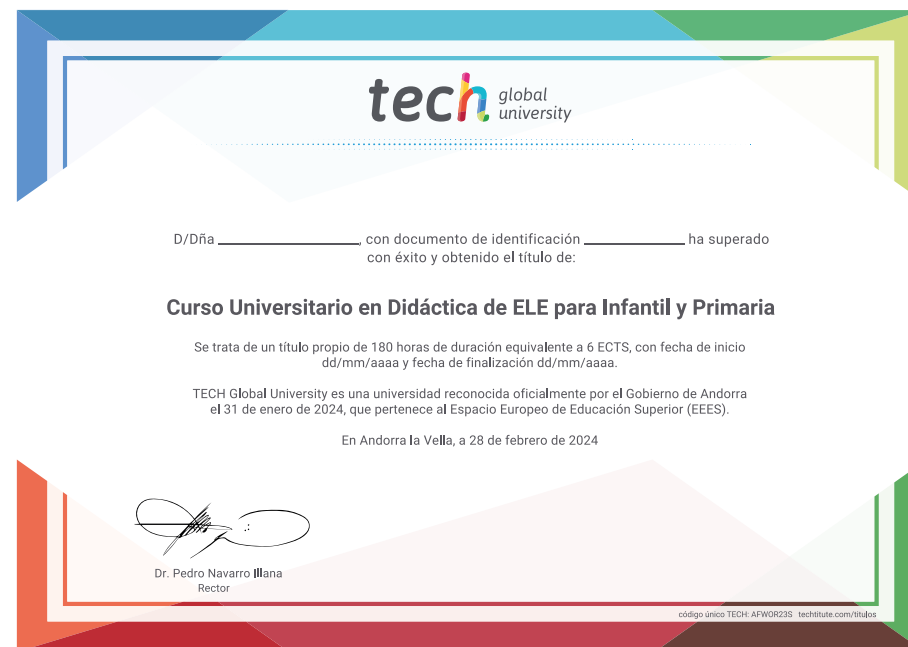 tech global university
D/Dña ____________________, con documento de identificación ______________ ha superado
con éxito y obtenido el título de:
Curso Universitario en Didáctica de ELE para Infantil y Primaria
Se trata de un título propio de 180 horas de duración equivalente a 6 ECTS, con fecha de inicio
dd/mm/aaaa y fecha de finalización dd/mm/aaaa.
TECH Global University es una universidad reconocida oficialmente por el Gobierno de Andorra
el 31 de enero de 2024, que pertenece al Espacio Europeo de Educación Superior (EEES).
En Andorra la Vella, a 28 de febrero de 2024
Dr. Pedro Navarro Illana
Rector
código único TECH: AFWOR23S techtitute.com/titulos